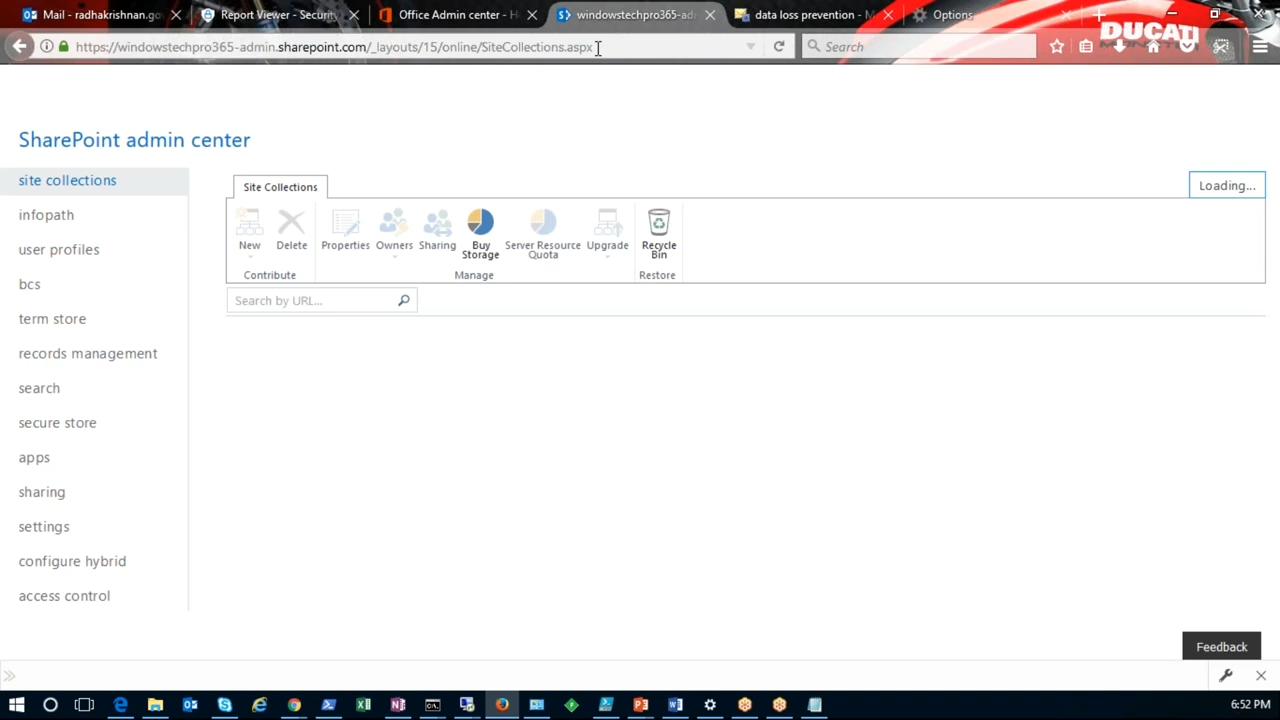 Mail - radhakrishnan.go
Report Viewer - Security
Office Admin center - H
windowstechpro365-ad
data loss prevention - M
Options
https://windowstechpro365-admin.sharepoint.com/_layouts/15/online/SiteCollections.aspx
Search
DUCATI
SharePoint admin center
site collections
infopath
user profiles
bcs
term store
records management
search
secure store
apps
sharing
settings
configure hybrid
access control
Site Collections
Loading...
New
Delete
Properties
Owners
Sharing
Buy Storage
Server Resource Quota
Upgrade
Recycle Bin
Contribute
Manage
Restore
Search by URL...
Feedback
6:52 PM